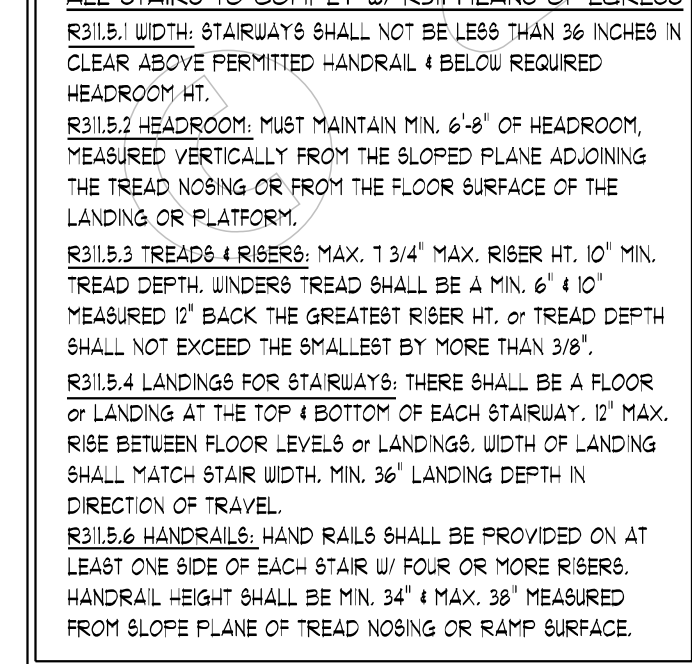 ALL STAIRS TO COMPLY W/ R311 MEANS OF EGRESS
R311.5.1 WIDTH: STAIRWAYS SHALL NOT BE LESS THAN 36 INCHES IN
CLEAR ABOVE PERMITTED HANDRAIL & BELOW REQUIRED
HEADROOM HT.
R311.5.2 HEADROOM: MUST MAINTAIN MIN. 6'-8" OF HEADROOM,
MEASURED VERTICALLY FROM THE SLOPED PLANE ADJOINING
THE TREAD NOSING OR FROM THE FLOOR SURFACE OF THE
LANDING OR PLATFORM.
R311.5.3 TREADS & RISERS: MAX. 7 3/4" MAX. RISER HT. 10" MIN.
TREAD DEPTH. WINDERS TREAD SHALL BE A MIN. 6" & 10"
MEASURED 12" BACK THE GREATEST RISER HT. or TREAD DEPTH
SHALL NOT EXCEED THE SMALLEST BY MORE THAN 3/8".
R311.5.4 LANDINGS FOR STAIRWAYS: THERE SHALL BE A FLOOR
or LANDING AT THE TOP & BOTTOM OF EACH STAIRWAY. 12" MAX.
RISE BETWEEN FLOOR LEVELS or LANDINGS. WIDTH OF LANDING
SHALL MATCH STAIR WIDTH. MIN. 36" LANDING DEPTH IN
DIRECTION OF TRAVEL.
R311.5.6 HANDRAILS: HAND RAILS SHALL BE PROVIDED ON AT
LEAST ONE SIDE OF EACH STAIR W/ FOUR OR MORE RISERS.
HANDRAIL HEIGHT SHALL BE MIN. 34" & MAX. 38" MEASURED
FROM SLOPE PLANE OF TREAD NOSING OR RAMP SURFACE.